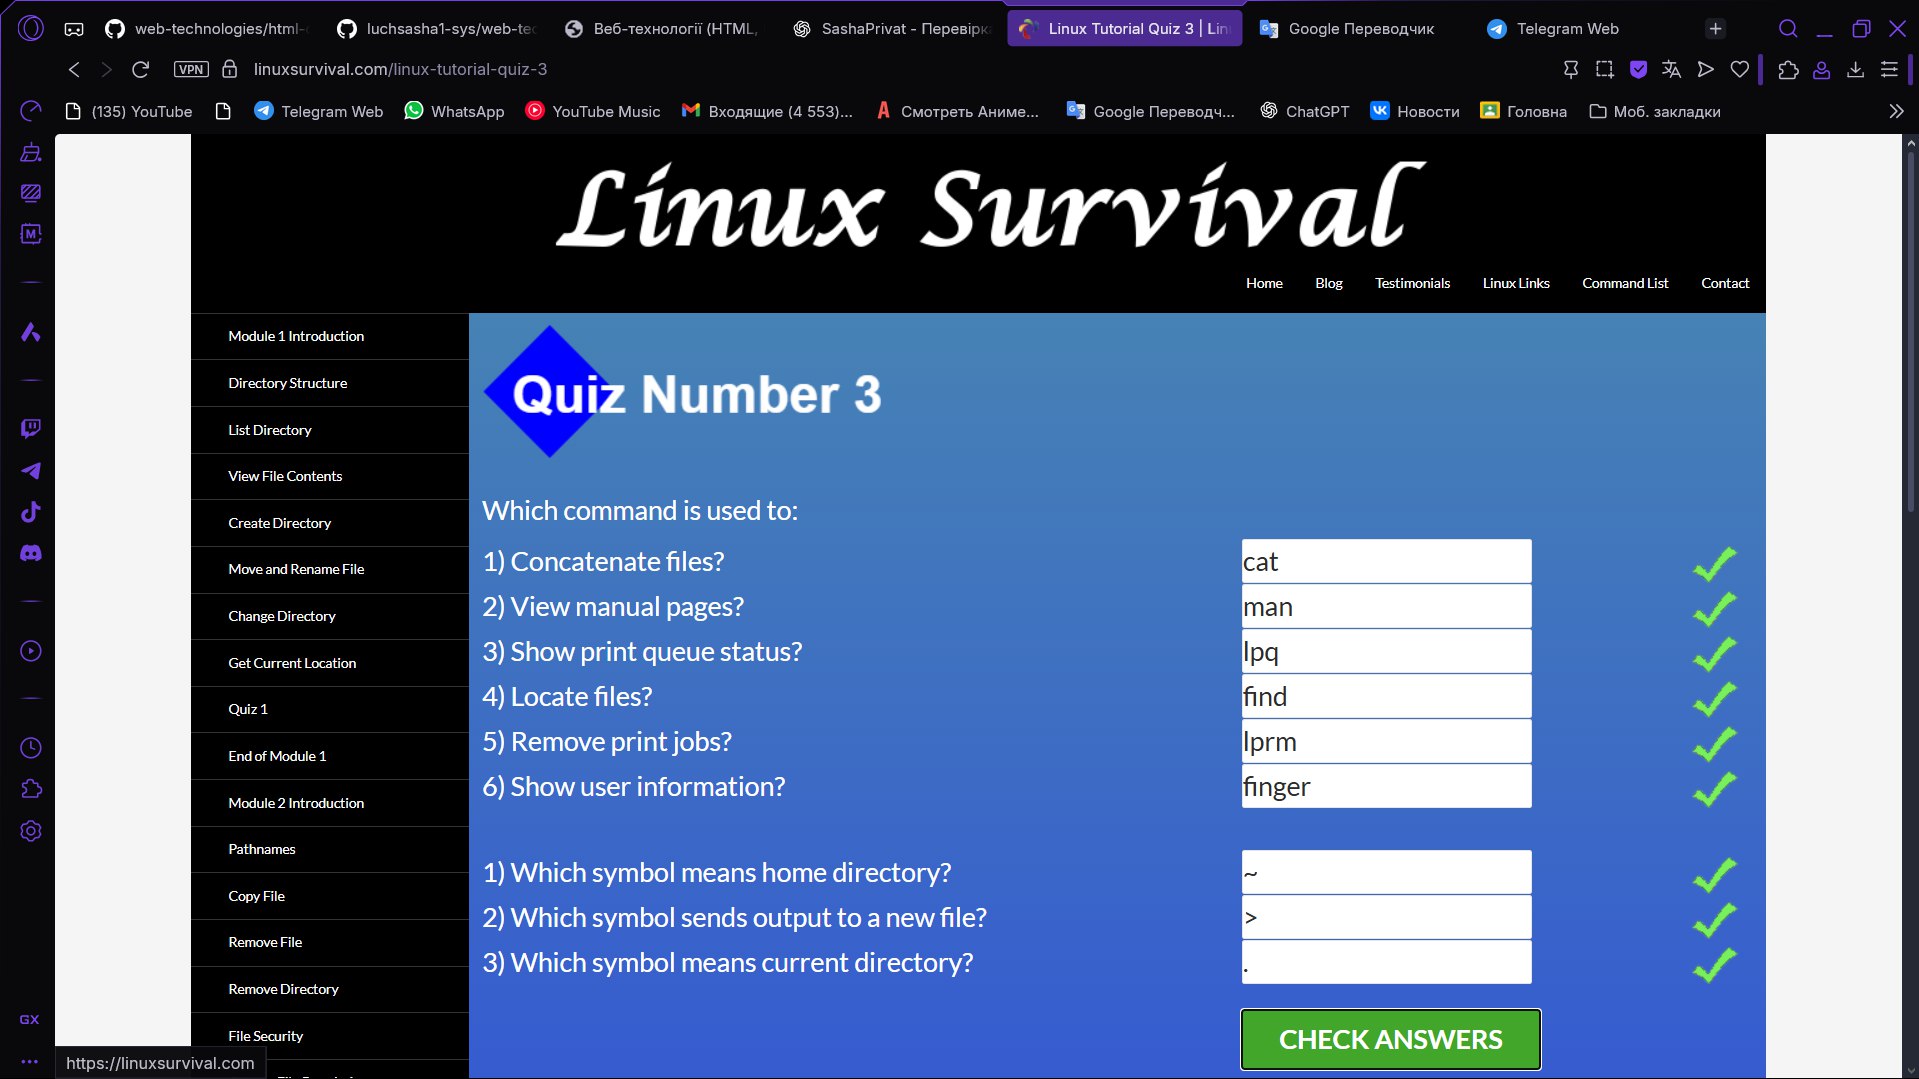 web-technologies/html-
luchsasha1-sys/web-te
Веб-технології (HTML,
SashaPrivat - Перевірк
Linux Tutorial Quiz 3 | Lin
Google Переводчик
Telegram Web
VPN
linuxsurvival.com/linux-tutorial-quiz-3
(135) YouTube
Telegram Web
WhatsApp
YouTube Music
Входящие (4 553)...
Смотреть Аниме...
Google Переводч...
ChatGPT
Новости
Головна
Моб. закладки
Linux Survival
Home
Blog
Testimonials
Linux Links
Command List
Contact
Module 1 Introduction
Directory Structure
List Directory
View File Contents
Create Directory
Move and Rename File
Change Directory
Get Current Location
Quiz 1
End of Module 1
Module 2 Introduction
Pathnames
Copy File
Remove File
Remove Directory
File Security
Quiz Number 3
Which command is used to:
1) Concatenate files? cat
2) View manual pages? man
3) Show print queue status? lpq
4) Locate files? find
5) Remove print jobs? lprm
6) Show user information? finger
1) Which symbol means home directory? ~
2) Which symbol sends output to a new file? >
3) Which symbol means current directory? .
CHECK ANSWERS
GX
https://linuxsurvival.com